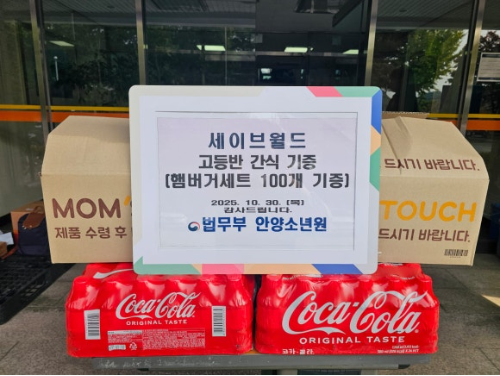 세이브월드
고등반 간식 기증
(햄버거세트 100개 기증)
2025. 10. 30. (목)
감사드립니다.
법무부 안양소년원
MOM
제품 수령 후
TOUCH
드시기 바랍니다.
드시기 바랍니다.
Coca-Cola
ORIGINAL TASTE
Coca-Cola
ORIGINAL TASTE